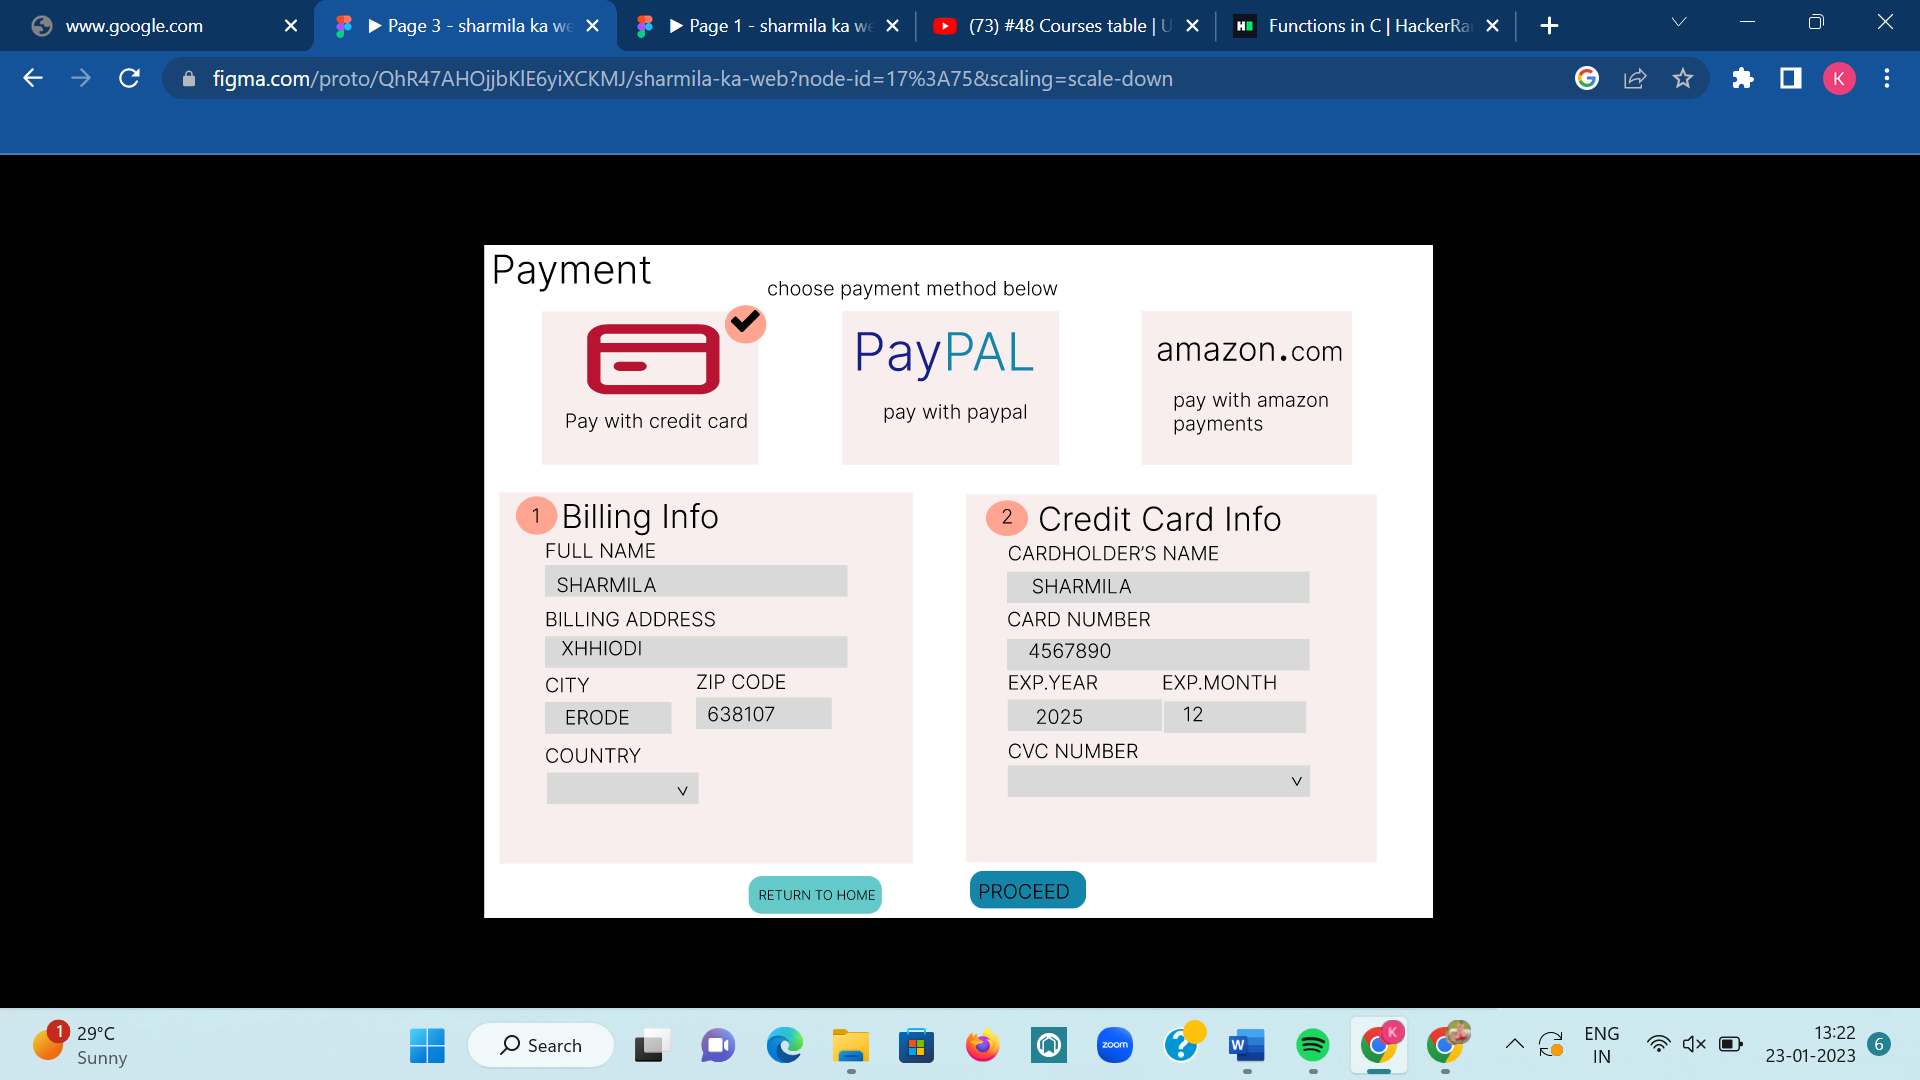 www.google.com
Page 3 - sharmila ka we
Page 1 - sharmila ka we
(73) #48 Courses table | U
Functions in C | HackerRa
figma.com/proto/QhR47AHOjjbKlE6yiXCKMJ/sharmila-ka-web?node-id=17%3A75&scaling=scale-down
K
Payment
choose payment method below
Pay with credit card
PayPAL
pay with paypal
amazon.com
pay with amazon
payments
1 Billing Info
FULL NAME
SHARMILA
BILLING ADDRESS
XHHIODI
CITY ZIP CODE
ERODE 638107
COUNTRY
2 Credit Card Info
CARDHOLDER'S NAME
SHARMILA
CARD NUMBER
4567890
EXP.YEAR EXP.MONTH
2025 12
CVC NUMBER
RETURN TO HOME
PROCEED
1
29°C
Sunny
Search
zoom
W
K
ENG
IN
13:22
23-01-2023
6